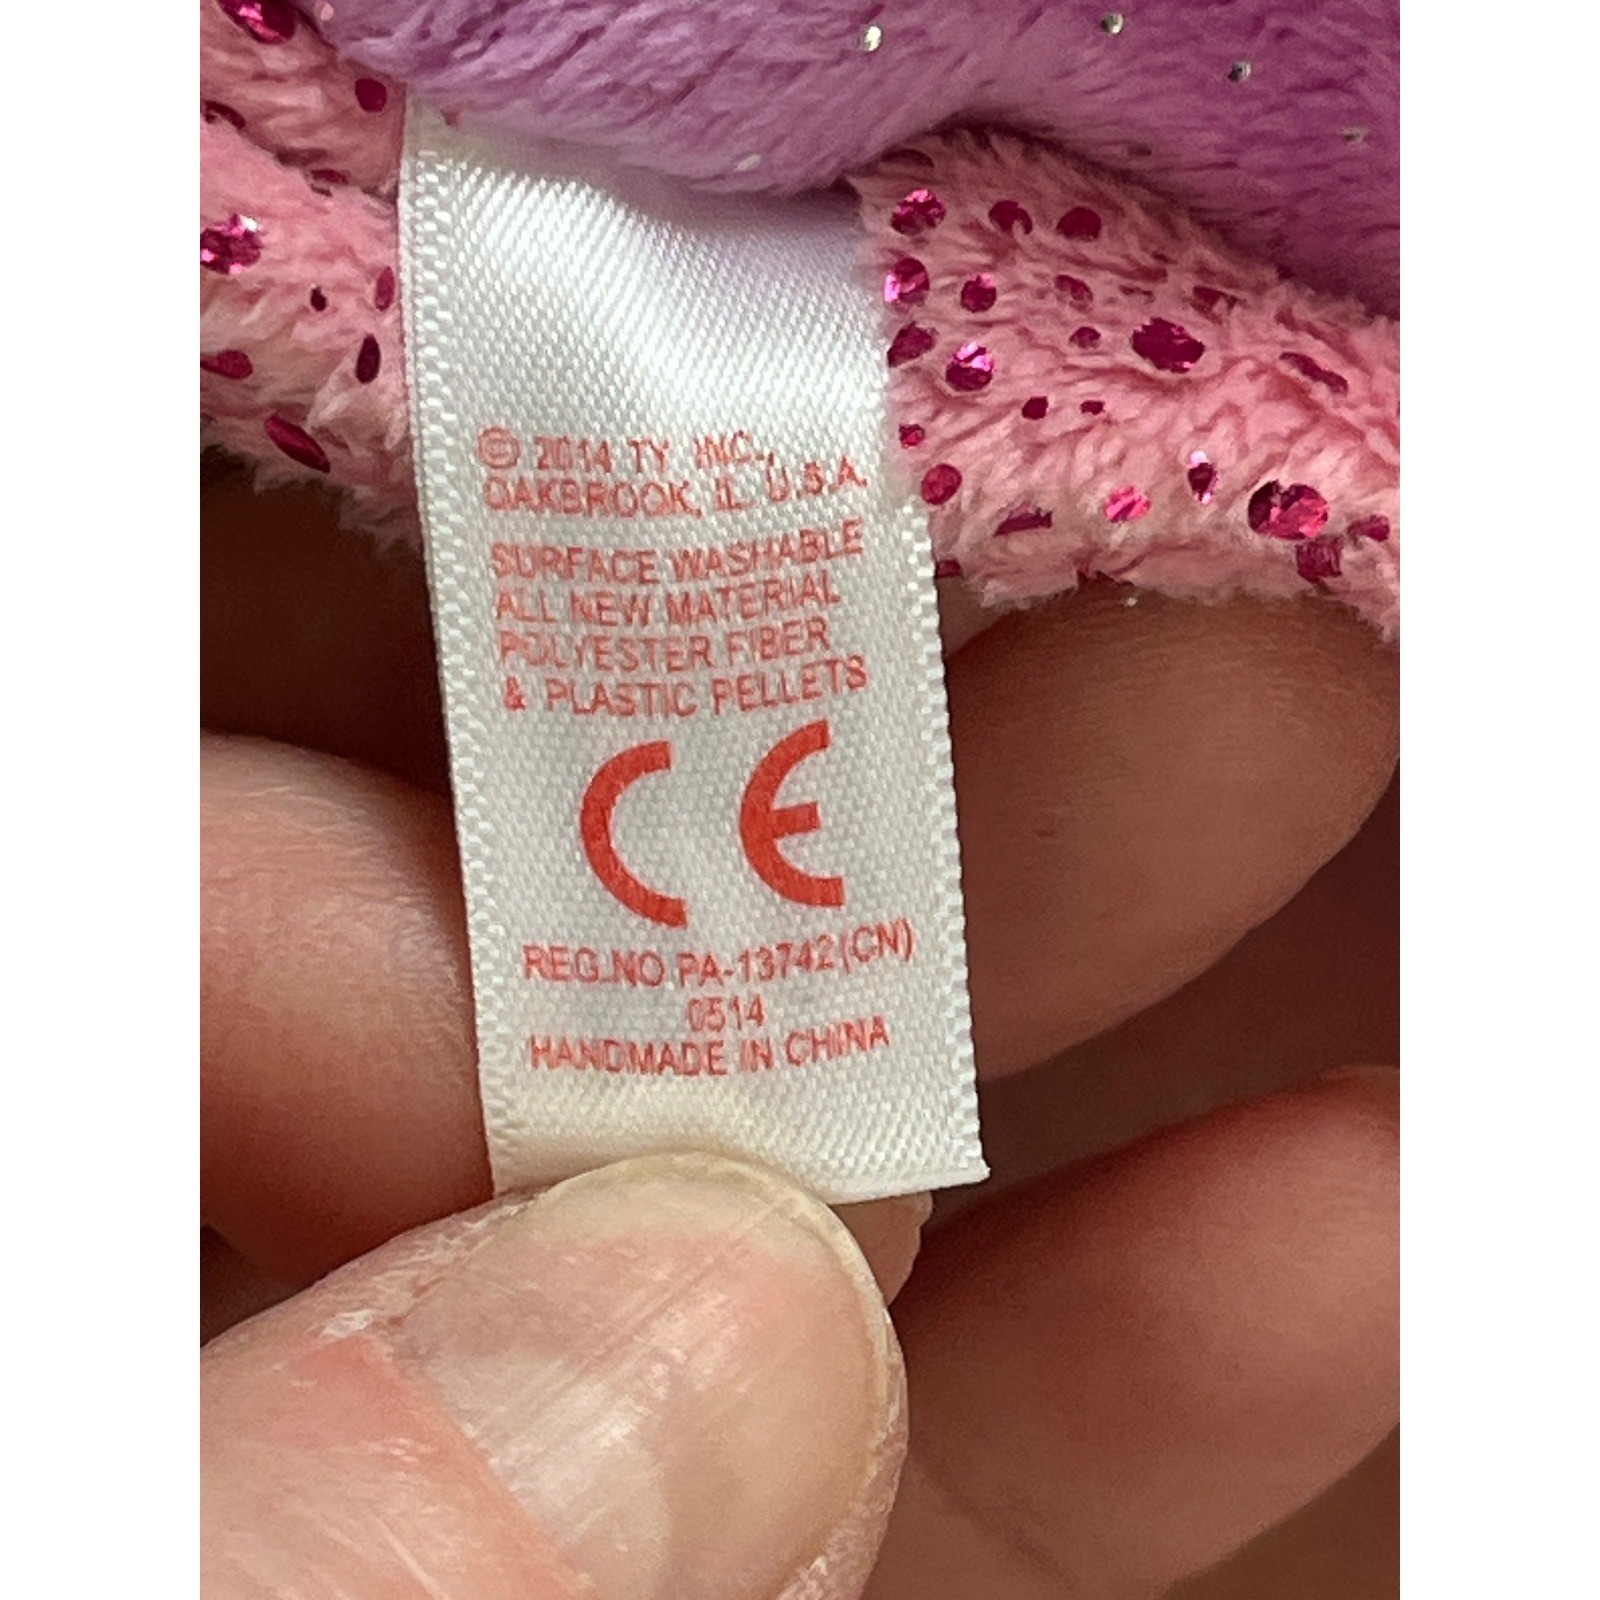 © 2014 TY INC.,
OAKBROOK, IL. U.S.A.
SURFACE WASHABLE
ALL NEW MATERIAL
POLYESTER FIBER
& PLASTIC PELLETS
CE
REG.NO PA-13742(CN)
0514
HANDMADE IN CHINA